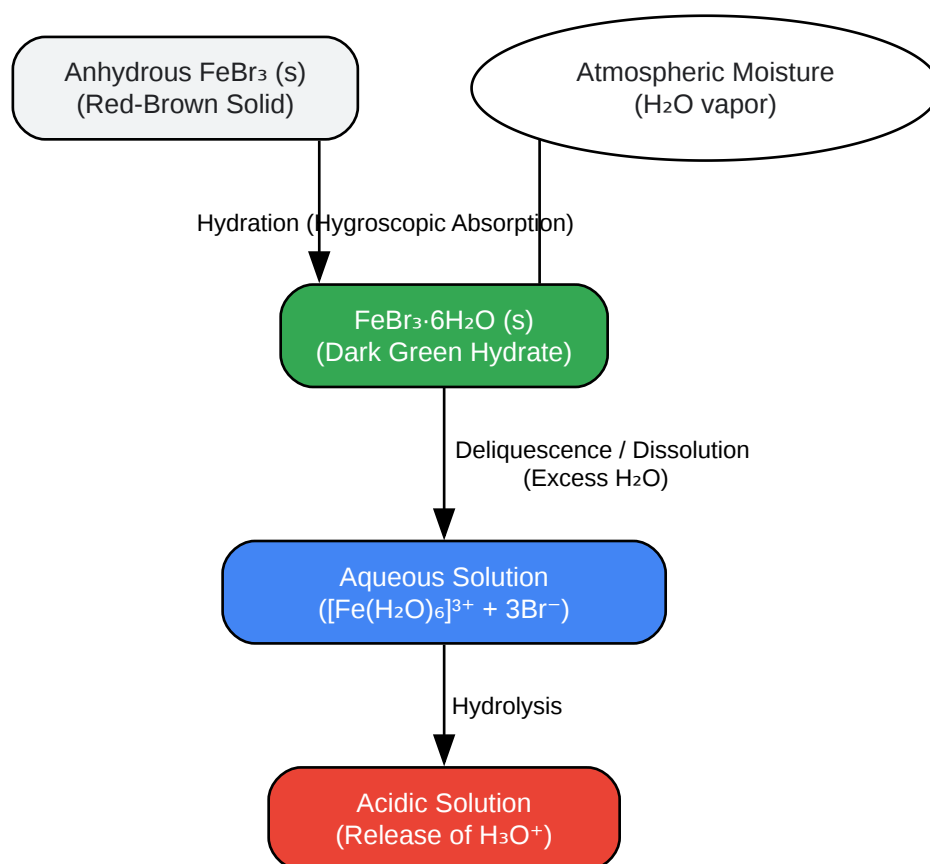 Anhydrous FeBr₃ (s)
(Red-Brown Solid)
Atmospheric Moisture
(H₂O vapor)
Hydration (Hygroscopic Absorption)
FeBr₃·6H₂O (s)
(Dark Green Hydrate)
Deliquescence / Dissolution
(Excess H₂O)
Aqueous Solution
([Fe(H₂O)₆]³⁺ + 3Br⁻)
Hydrolysis
Acidic Solution
(Release of H₃O⁺)